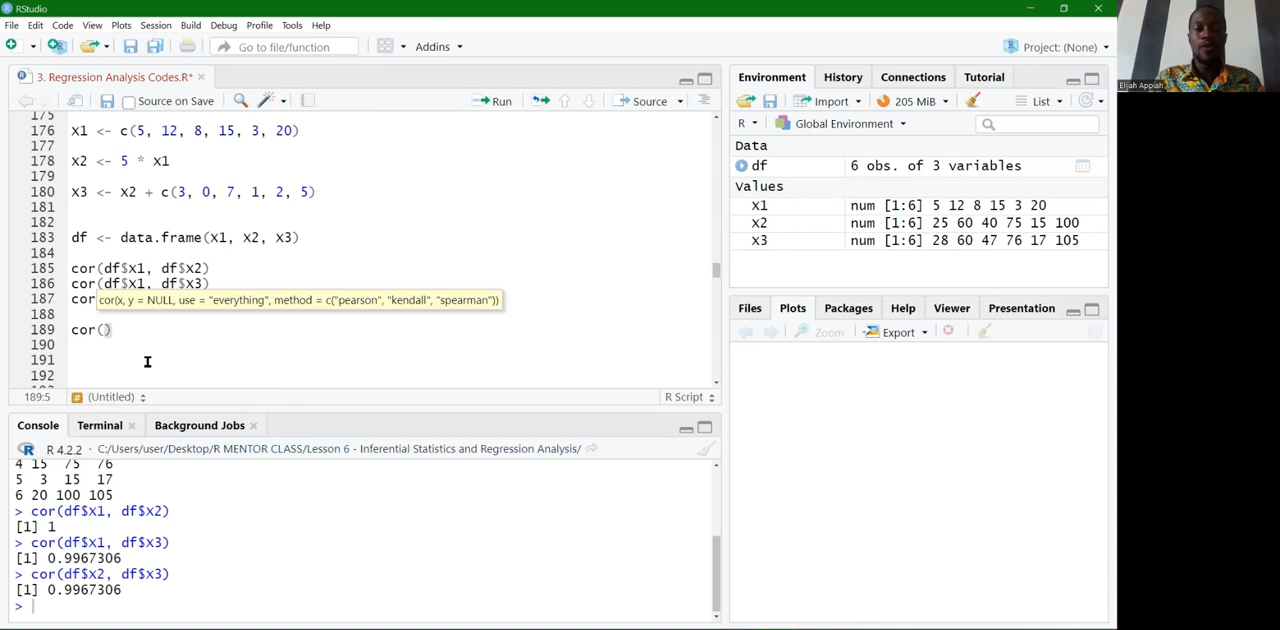 RStudio
File Edit Code View Plots Session Build Debug Profile Tools Help
Go to file/function Addins Project: (None)
3. Regression Analysis Codes.R*
Source on Save Run Source
175
176 x1 <- c(5, 12, 8, 15, 3, 20)
177
178 x2 <- 5 * x1
179
180 x3 <- x2 + c(3, 0, 7, 1, 2, 5)
181
182
183 df <- data.frame(x1, x2, x3)
184
185 cor(df$x1, df$x2)
186 cor(df$x1, df$x3)
187 cor
cor(x, y = NULL, use = "everything", method = c("pearson", "kendall", "spearman"))
188
189 cor()
190
191
192
189:5 (Untitled) R Script
Console Terminal Background Jobs
R 4.2.2 · C:/Users/user/Desktop/R MENTOR CLASS/Lesson 6 - Inferential Statistics and Regression Analysis/
4 15 75 76
5 3 15 17
6 20 100 105
> cor(df$x1, df$x2)
[1] 1
> cor(df$x1, df$x3)
[1] 0.9967306
> cor(df$x2, df$x3)
[1] 0.9967306
>
Environment History Connections Tutorial
Import 205 MiB List
R Global Environment
Data
df 6 obs. of 3 variables
Values
x1 num [1:6] 5 12 8 15 3 20
x2 num [1:6] 25 60 40 75 15 100
x3 num [1:6] 28 60 47 76 17 105
Files Plots Packages Help Viewer Presentation
Zoom Export
Elijah Appiah